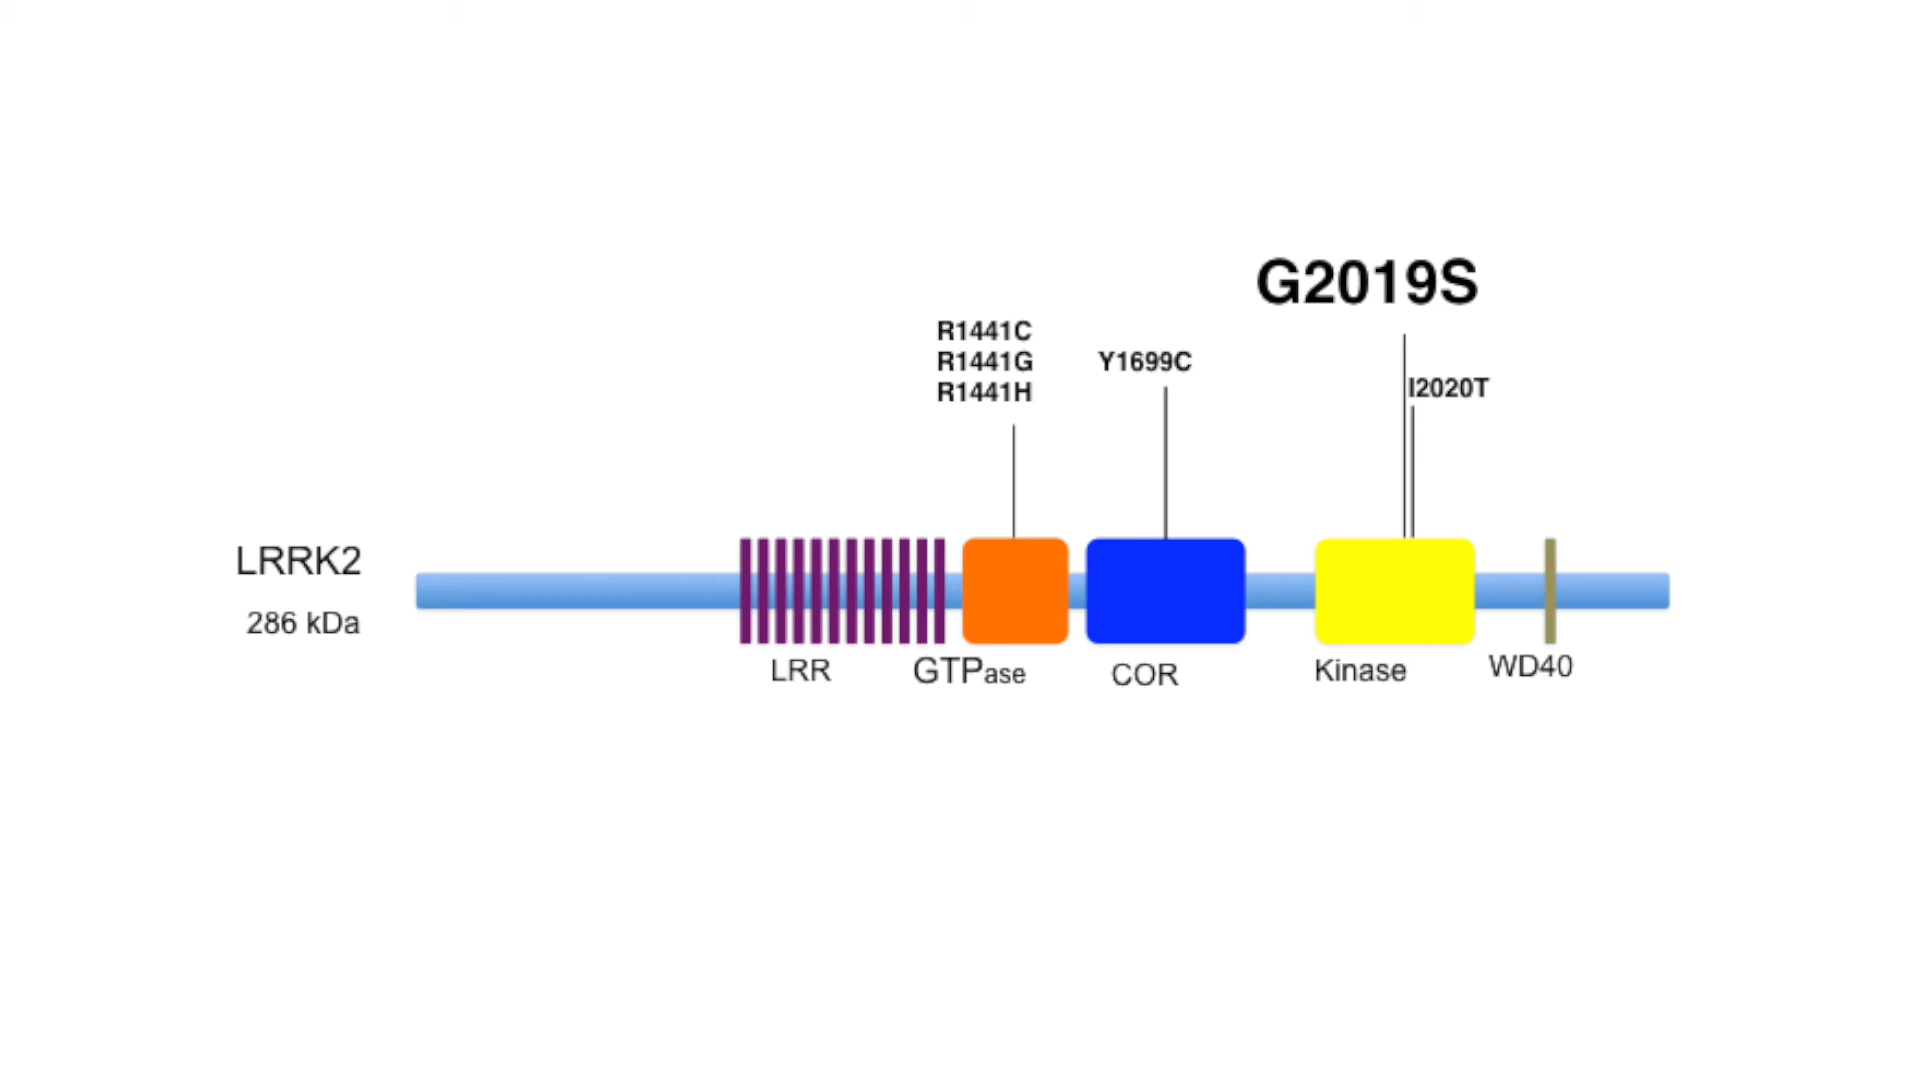 G2019S
R1441C
R1441G
R1441H
Y1699C
I2020T
LRRK2
286 kDa
LRR
GTPase
COR
Kinase
WD40